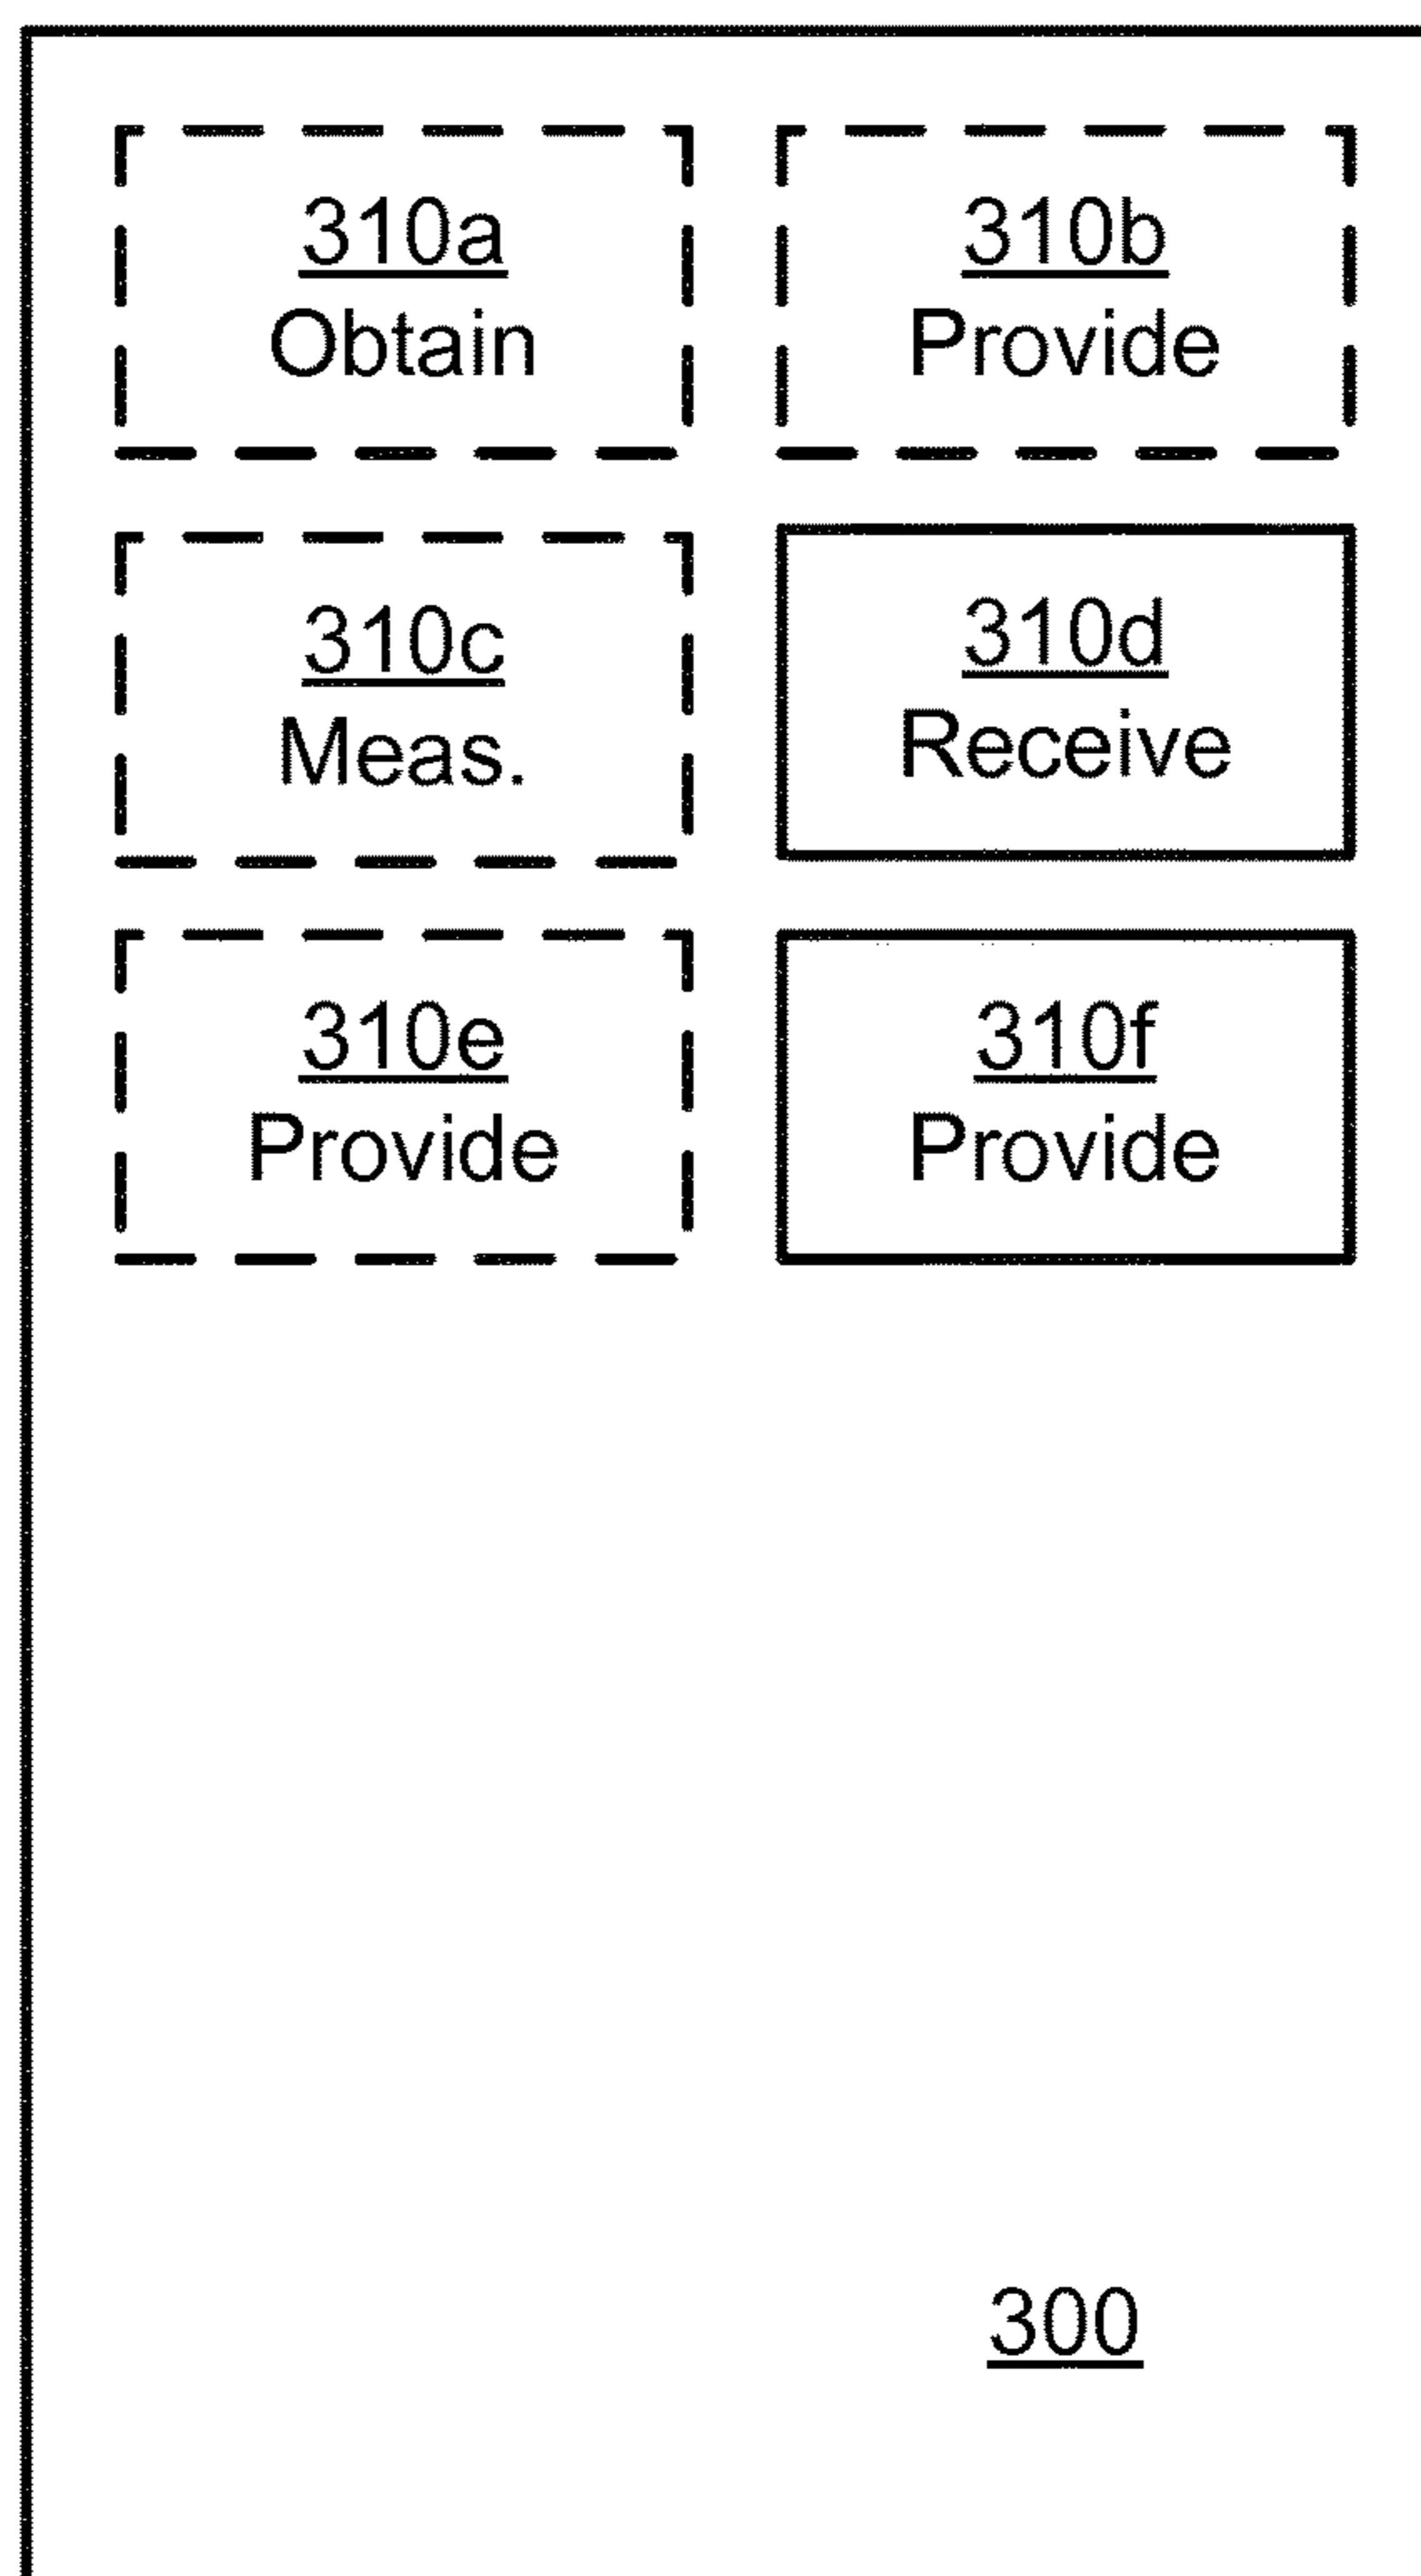 310a
Obtain
310b
Provide
310c
Meas.
310d
Receive
310e
Provide
310f
Provide
300